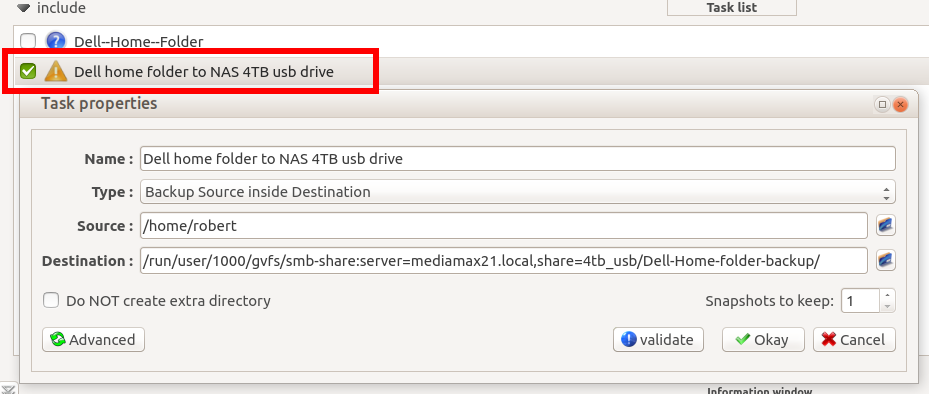 include
Task list
Dell--Home--Folder
Dell home folder to NAS 4TB usb drive
Task properties
Name : Dell home folder to NAS 4TB usb drive
Type : Backup Source inside Destination
Source : /home/robert
Destination : /run/user/1000/gvfs/smb-share:server=mediamax21.local,share=4tb_usb/Dell-Home-folder-backup/
Do NOT create extra directory
Snapshots to keep: 1
Advanced
validate
Okay
Cancel
Information window